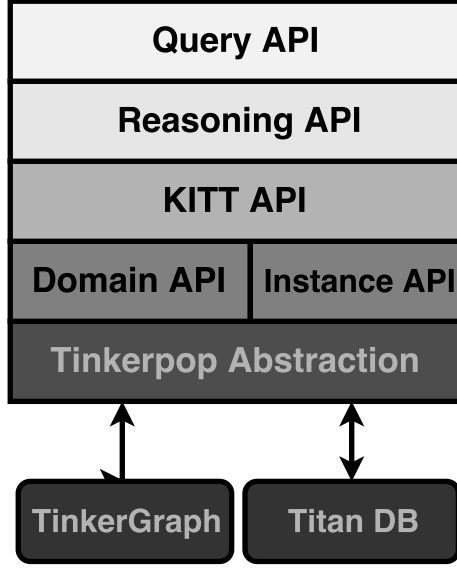 Query API
Reasoning API
KITT API
Domain API
Instance API
Tinkerpop Abstraction
TinkerGraph
Titan DB